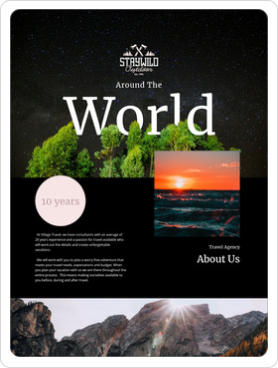 STAYWILD
Outdoor
Around The
World
10 years
At Village Travel, we have consultants with an average of
20 years experience and a passion for travel available who
will work out the details and create unforgettable
vacations.
We will work with you to plan a worry-free adventure that
meets your travel needs, expectations and budget. When
you plan your vacation with us we are there throughout the
entire process. This means making ourselves available to
you before, during and after travel.
Travel Agency
About Us